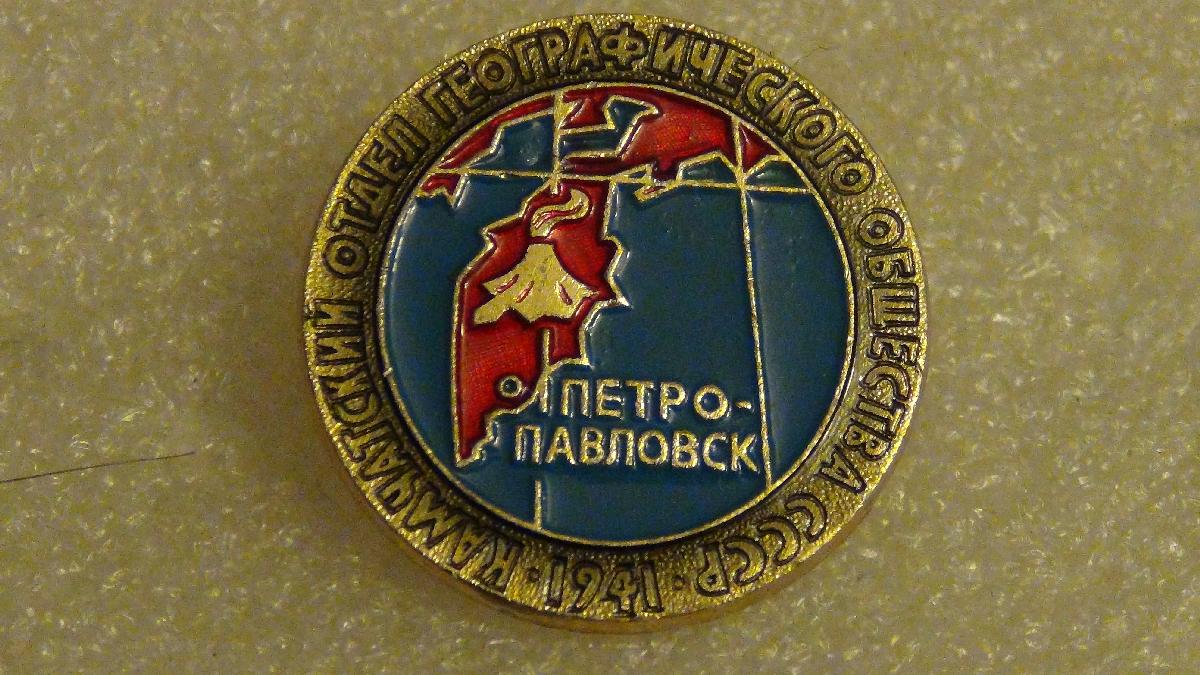 КАМЧАТСКИЙ ОТДЕЛ ГЕОГРАФИЧЕСКОГО ОБЩЕСТВА СССР · 1941 ·
ПЕТРО-
ПАВЛОВСК